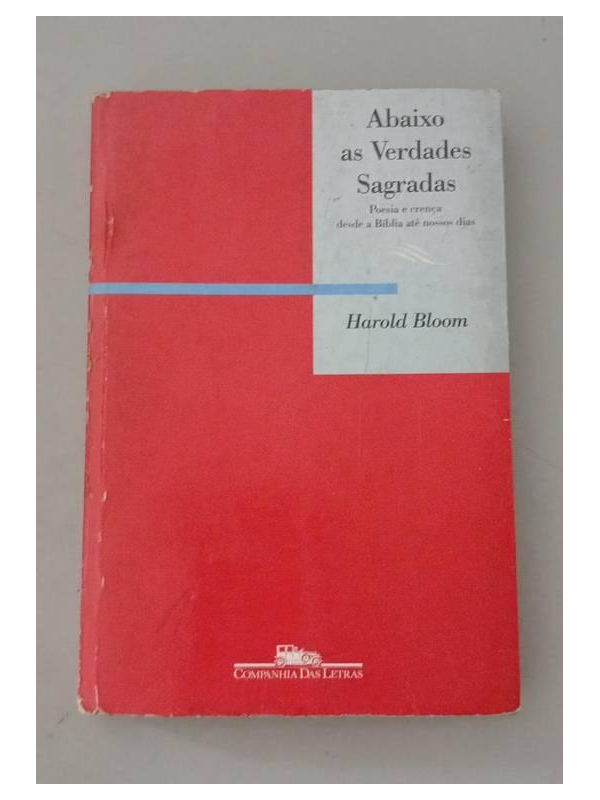 Abaixo
as Verdades
Sagradas
Poesia e crença
desde a Bíblia até nossos dias
Harold Bloom
COMPANHIA DAS LETRAS